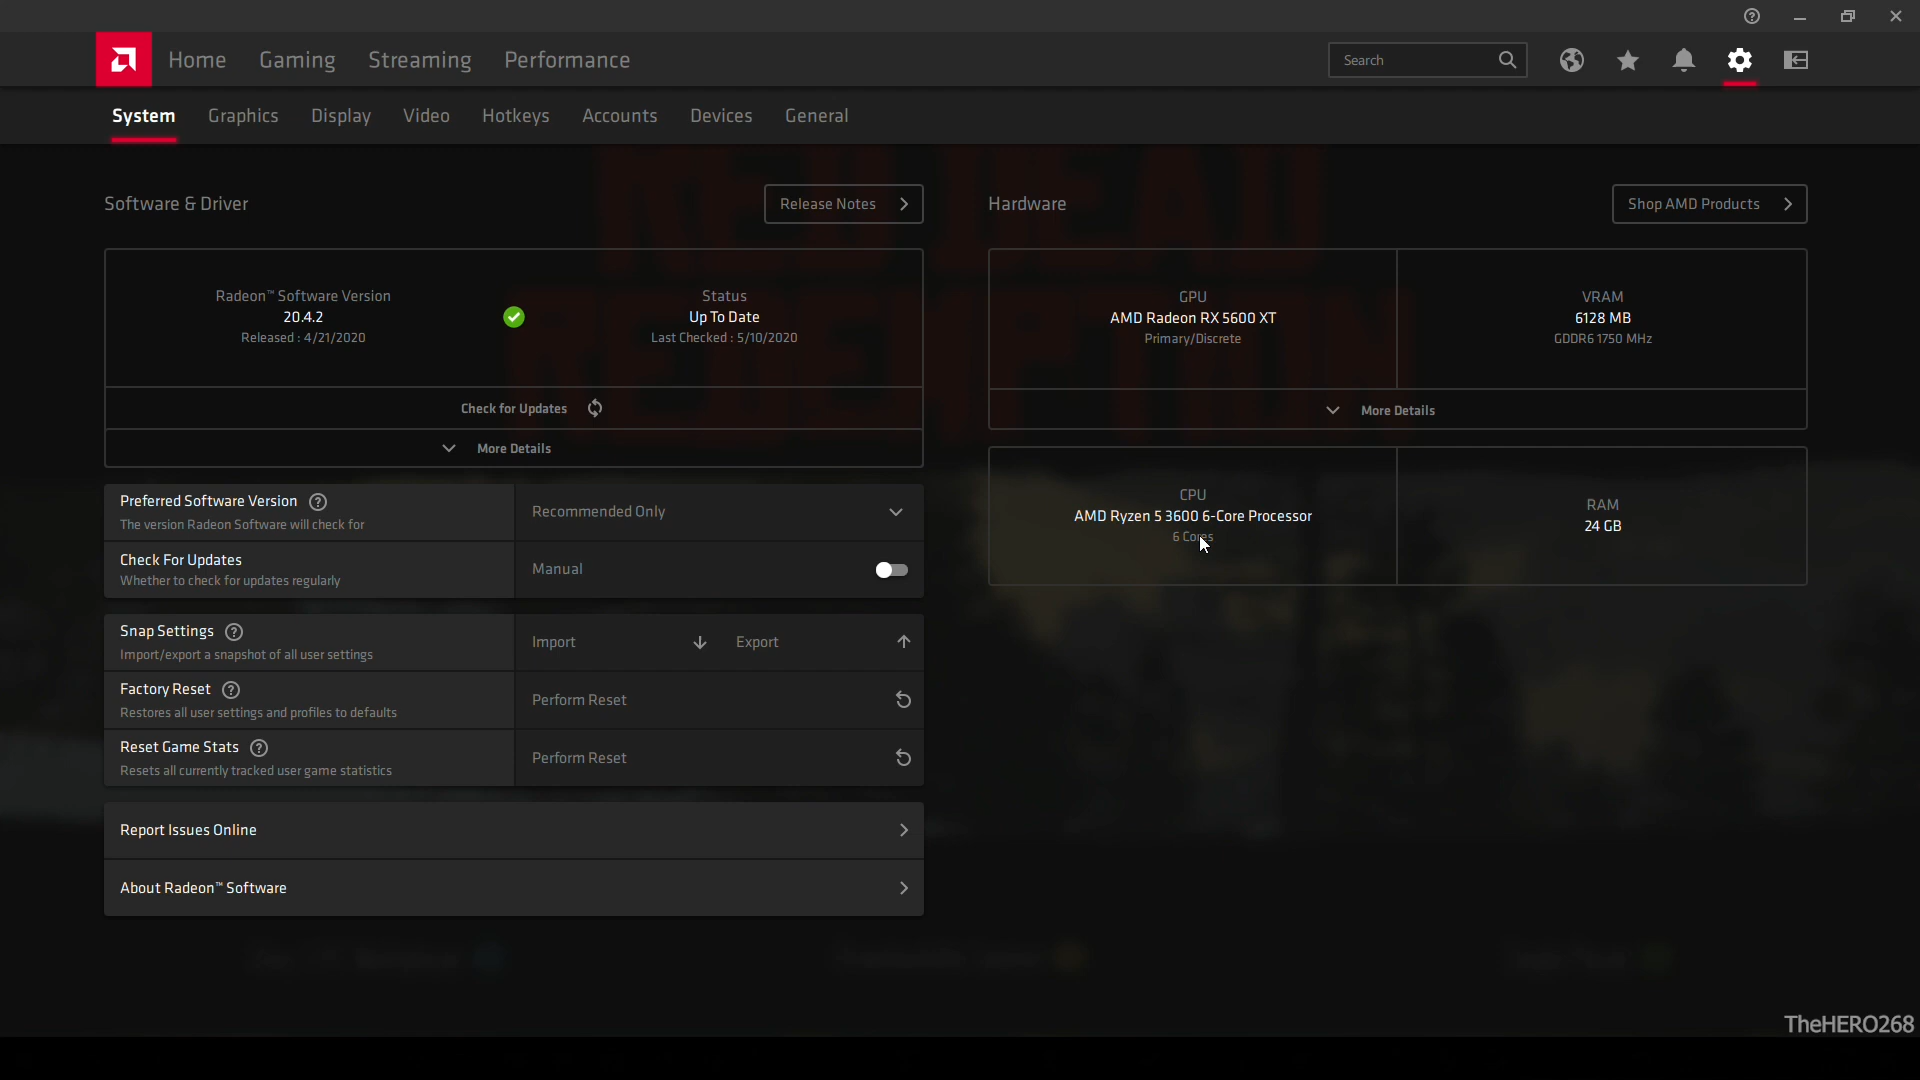 Home
Gaming
Streaming
Performance
Search
System
Graphics
Display
Video
Hotkeys
Accounts
Devices
General
Software & Driver
Release Notes
Radeon™ Software Version
20.4.2
Released : 4/21/2020
Status
Up To Date
Last Checked : 5/10/2020
Check for Updates
More Details
Preferred Software Version
The version Radeon Software will check for
Recommended Only
Check For Updates
Whether to check for updates regularly
Manual
Snap Settings
Import/export a snapshot of all user settings
Import
Export
Factory Reset
Restores all user settings and profiles to defaults
Perform Reset
Reset Game Stats
Resets all currently tracked user game statistics
Perform Reset
Report Issues Online
About Radeon™ Software
Hardware
Shop AMD Products
GPU
AMD Radeon RX 5600 XT
Primary/Discrete
VRAM
6128 MB
GDDR6 1750 MHz
More Details
CPU
AMD Ryzen 5 3600 6-Core Processor
6 Cores
RAM
24 GB
RED DEAD
REDEMPTION
TheHERO268